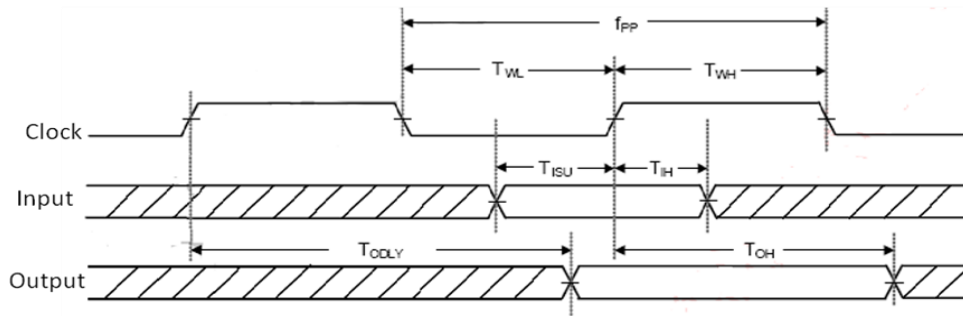 fPP
TWL TWH
Clock
TISU TIH
Input
TODLY TOH
Output